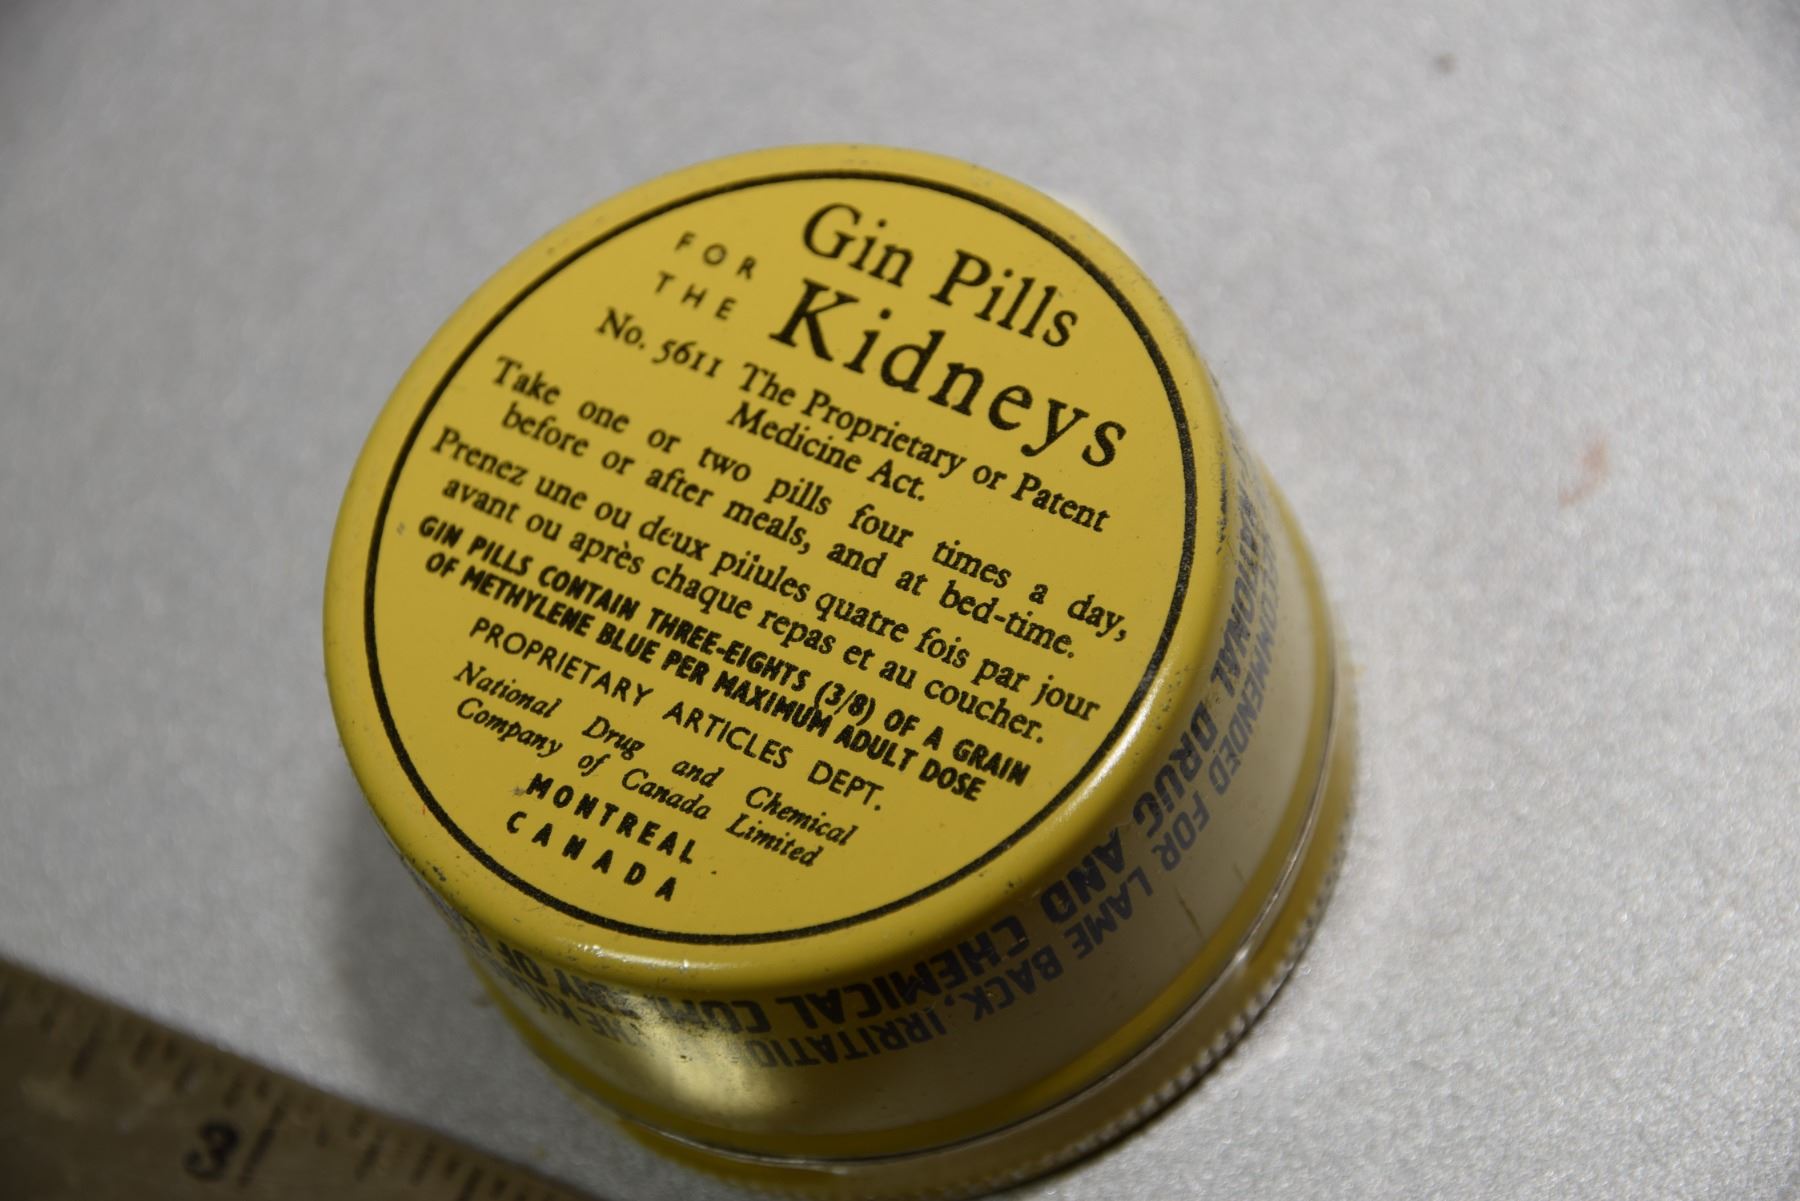 Gin Pills
FOR THE Kidneys
No. 5611 The Proprietary or Patent
Medicine Act.
Take one or two pills four times a day,
before or after meals, and at bed-time.
Prenez une ou deux piiules quatre fois par jour
avant ou après chaque repas et au coucher.
GIN PILLS CONTAIN THREE-EIGHTS (3/8) OF A GRAIN
OF METHYLENE BLUE PER MAXIMUM ADULT DOSE
PROPRIETARY ARTICLES DEPT.
National Drug and Chemical
Company of Canada Limited
MONTREAL
CANADA
RECOMMENDED FOR LAME BACK, IRRITATIO
NATIONAL DRUG AND CHEMICAL
3